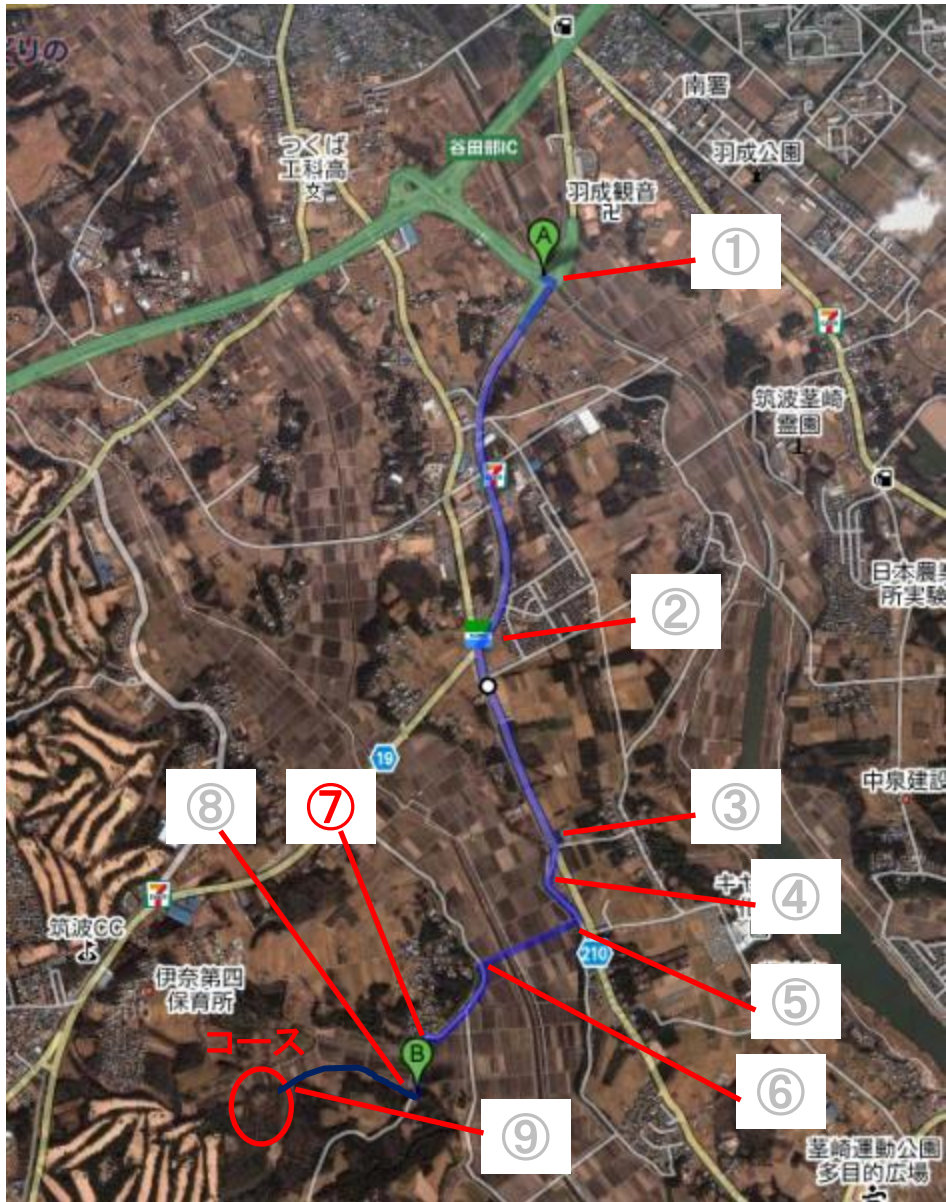 くりの
南署
つくば
工科高
文
谷田部IC
羽成公園
羽成観音
卍
A
①
筑波茎崎
霊園
②
日本農
所実験
19
中泉建設
⑧
⑦
③
④
筑波CC
210
伊奈第四
保育所
⑤
コース
B
⑥
⑨
茎崎運動公園
多目的広場